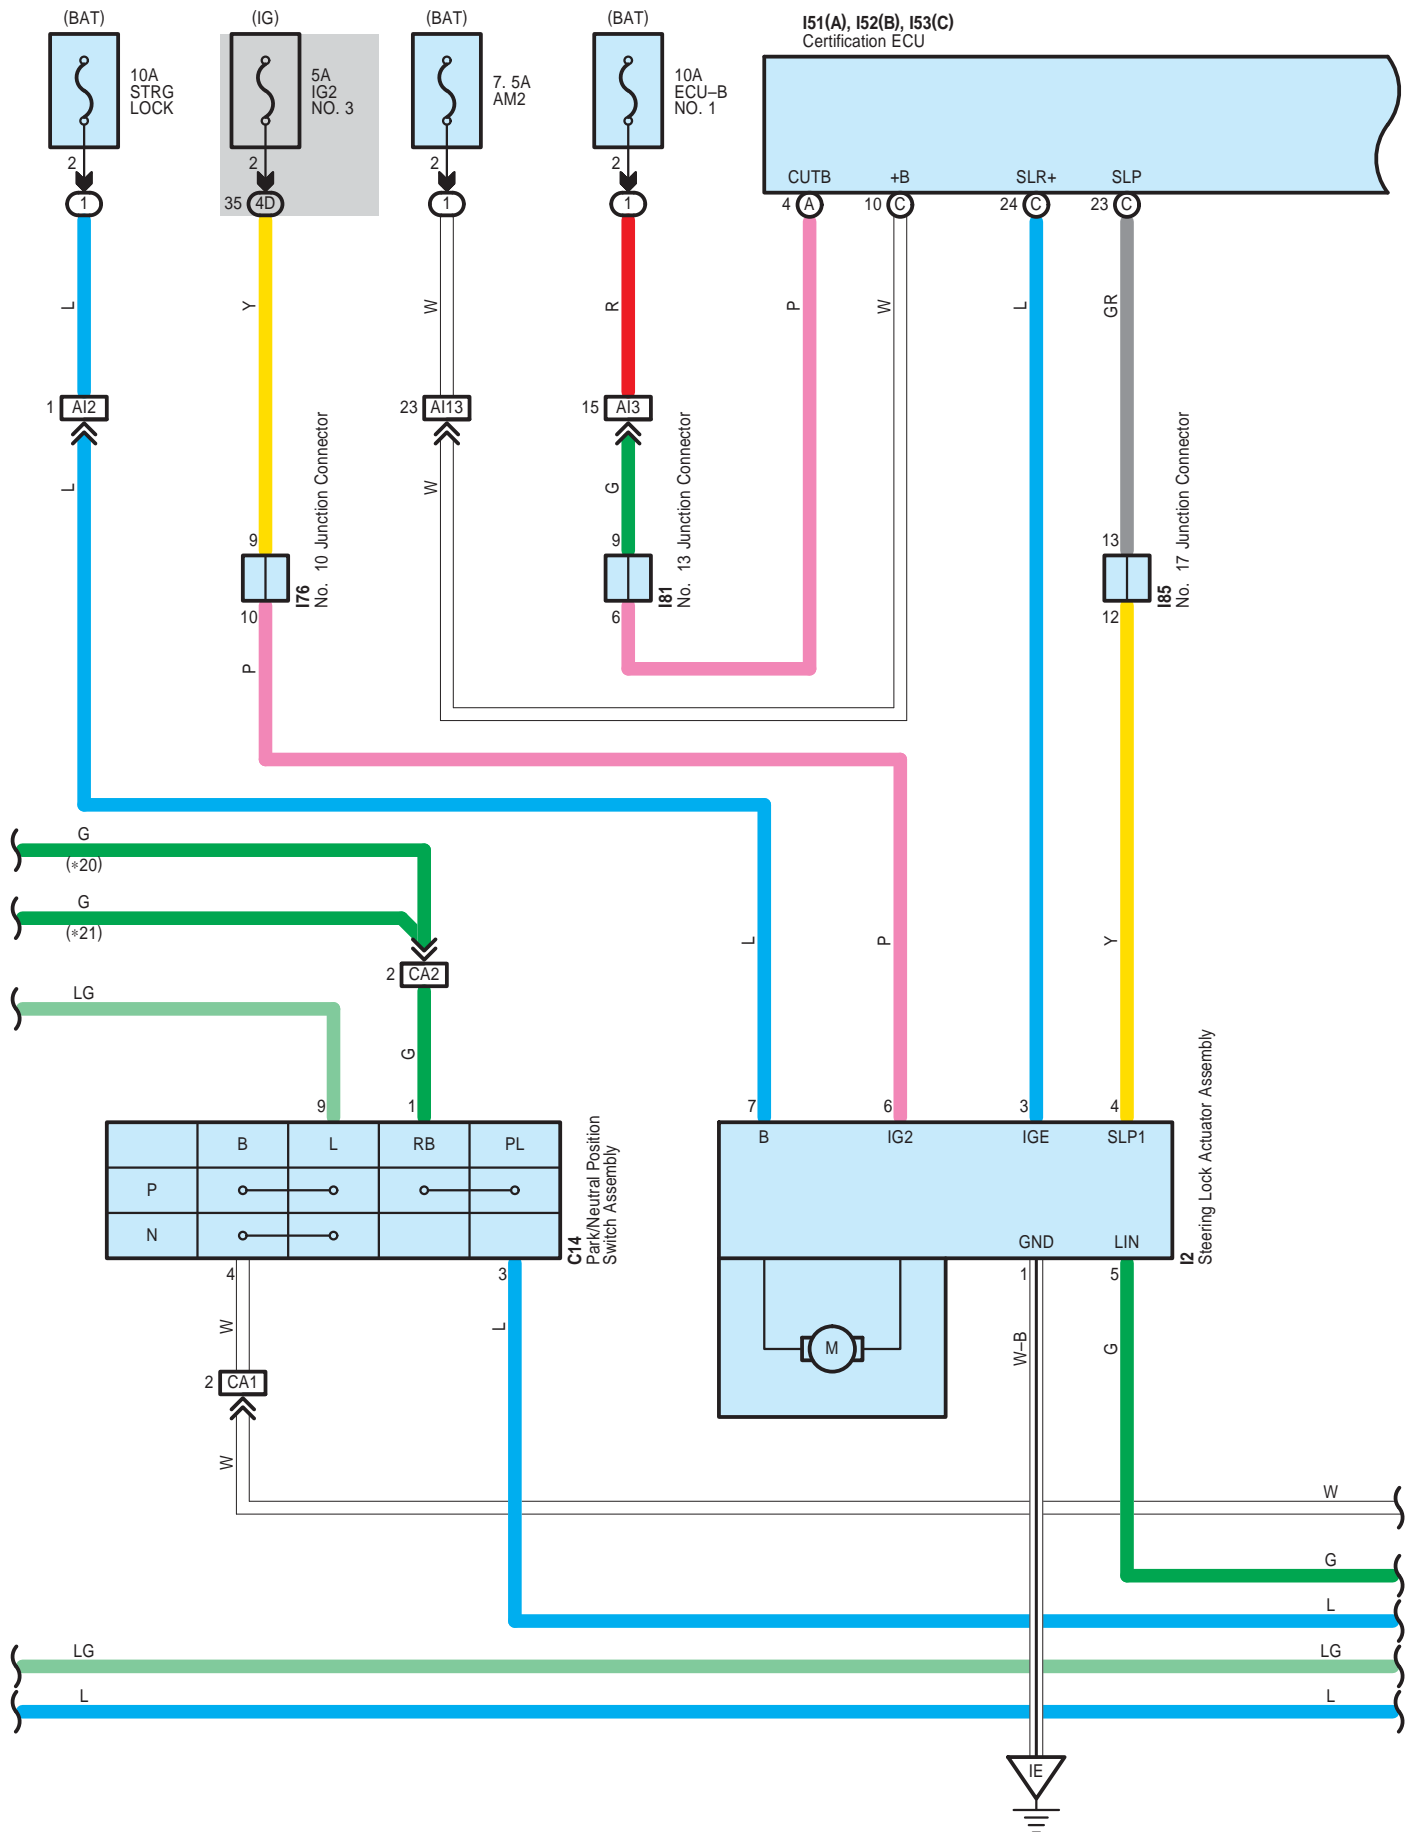 (BAT)
(IG)
(BAT)
(BAT)
I51(A), I52(B), I53(C)
Certification ECU
10A
STRG
LOCK
5A
IG2
NO. 3
7. 5A
AM2
10A
ECU–B
NO. 1
2
2
2
2
CUTB
+B
SLR+
SLP
1
35
4D
1
1
4
A
10
C
24
C
23
C
L
Y
W
R
P
W
L
GR
1
AI2
23
AI13
15
AI3
L
W
G
9
I76
No. 10 Junction Connector
10
9
I81
No. 13 Junction Connector
6
13
I85
No. 17 Junction Connector
12
P
G
(*20)
G
(*21)
L
P
Y
2
CA2
LG
G
9
1
7
6
3
4
B
L
RB
PL
P
N
C14
Park/Neutral Position
Switch Assembly
B
IG2
IGE
SLP1
GND
LIN
I2
Steering Lock Actuator Assembly
4
3
1
5
W
L
M
W–B
G
2
CA1
W
W
G
L
LG
LG
L
L
IE